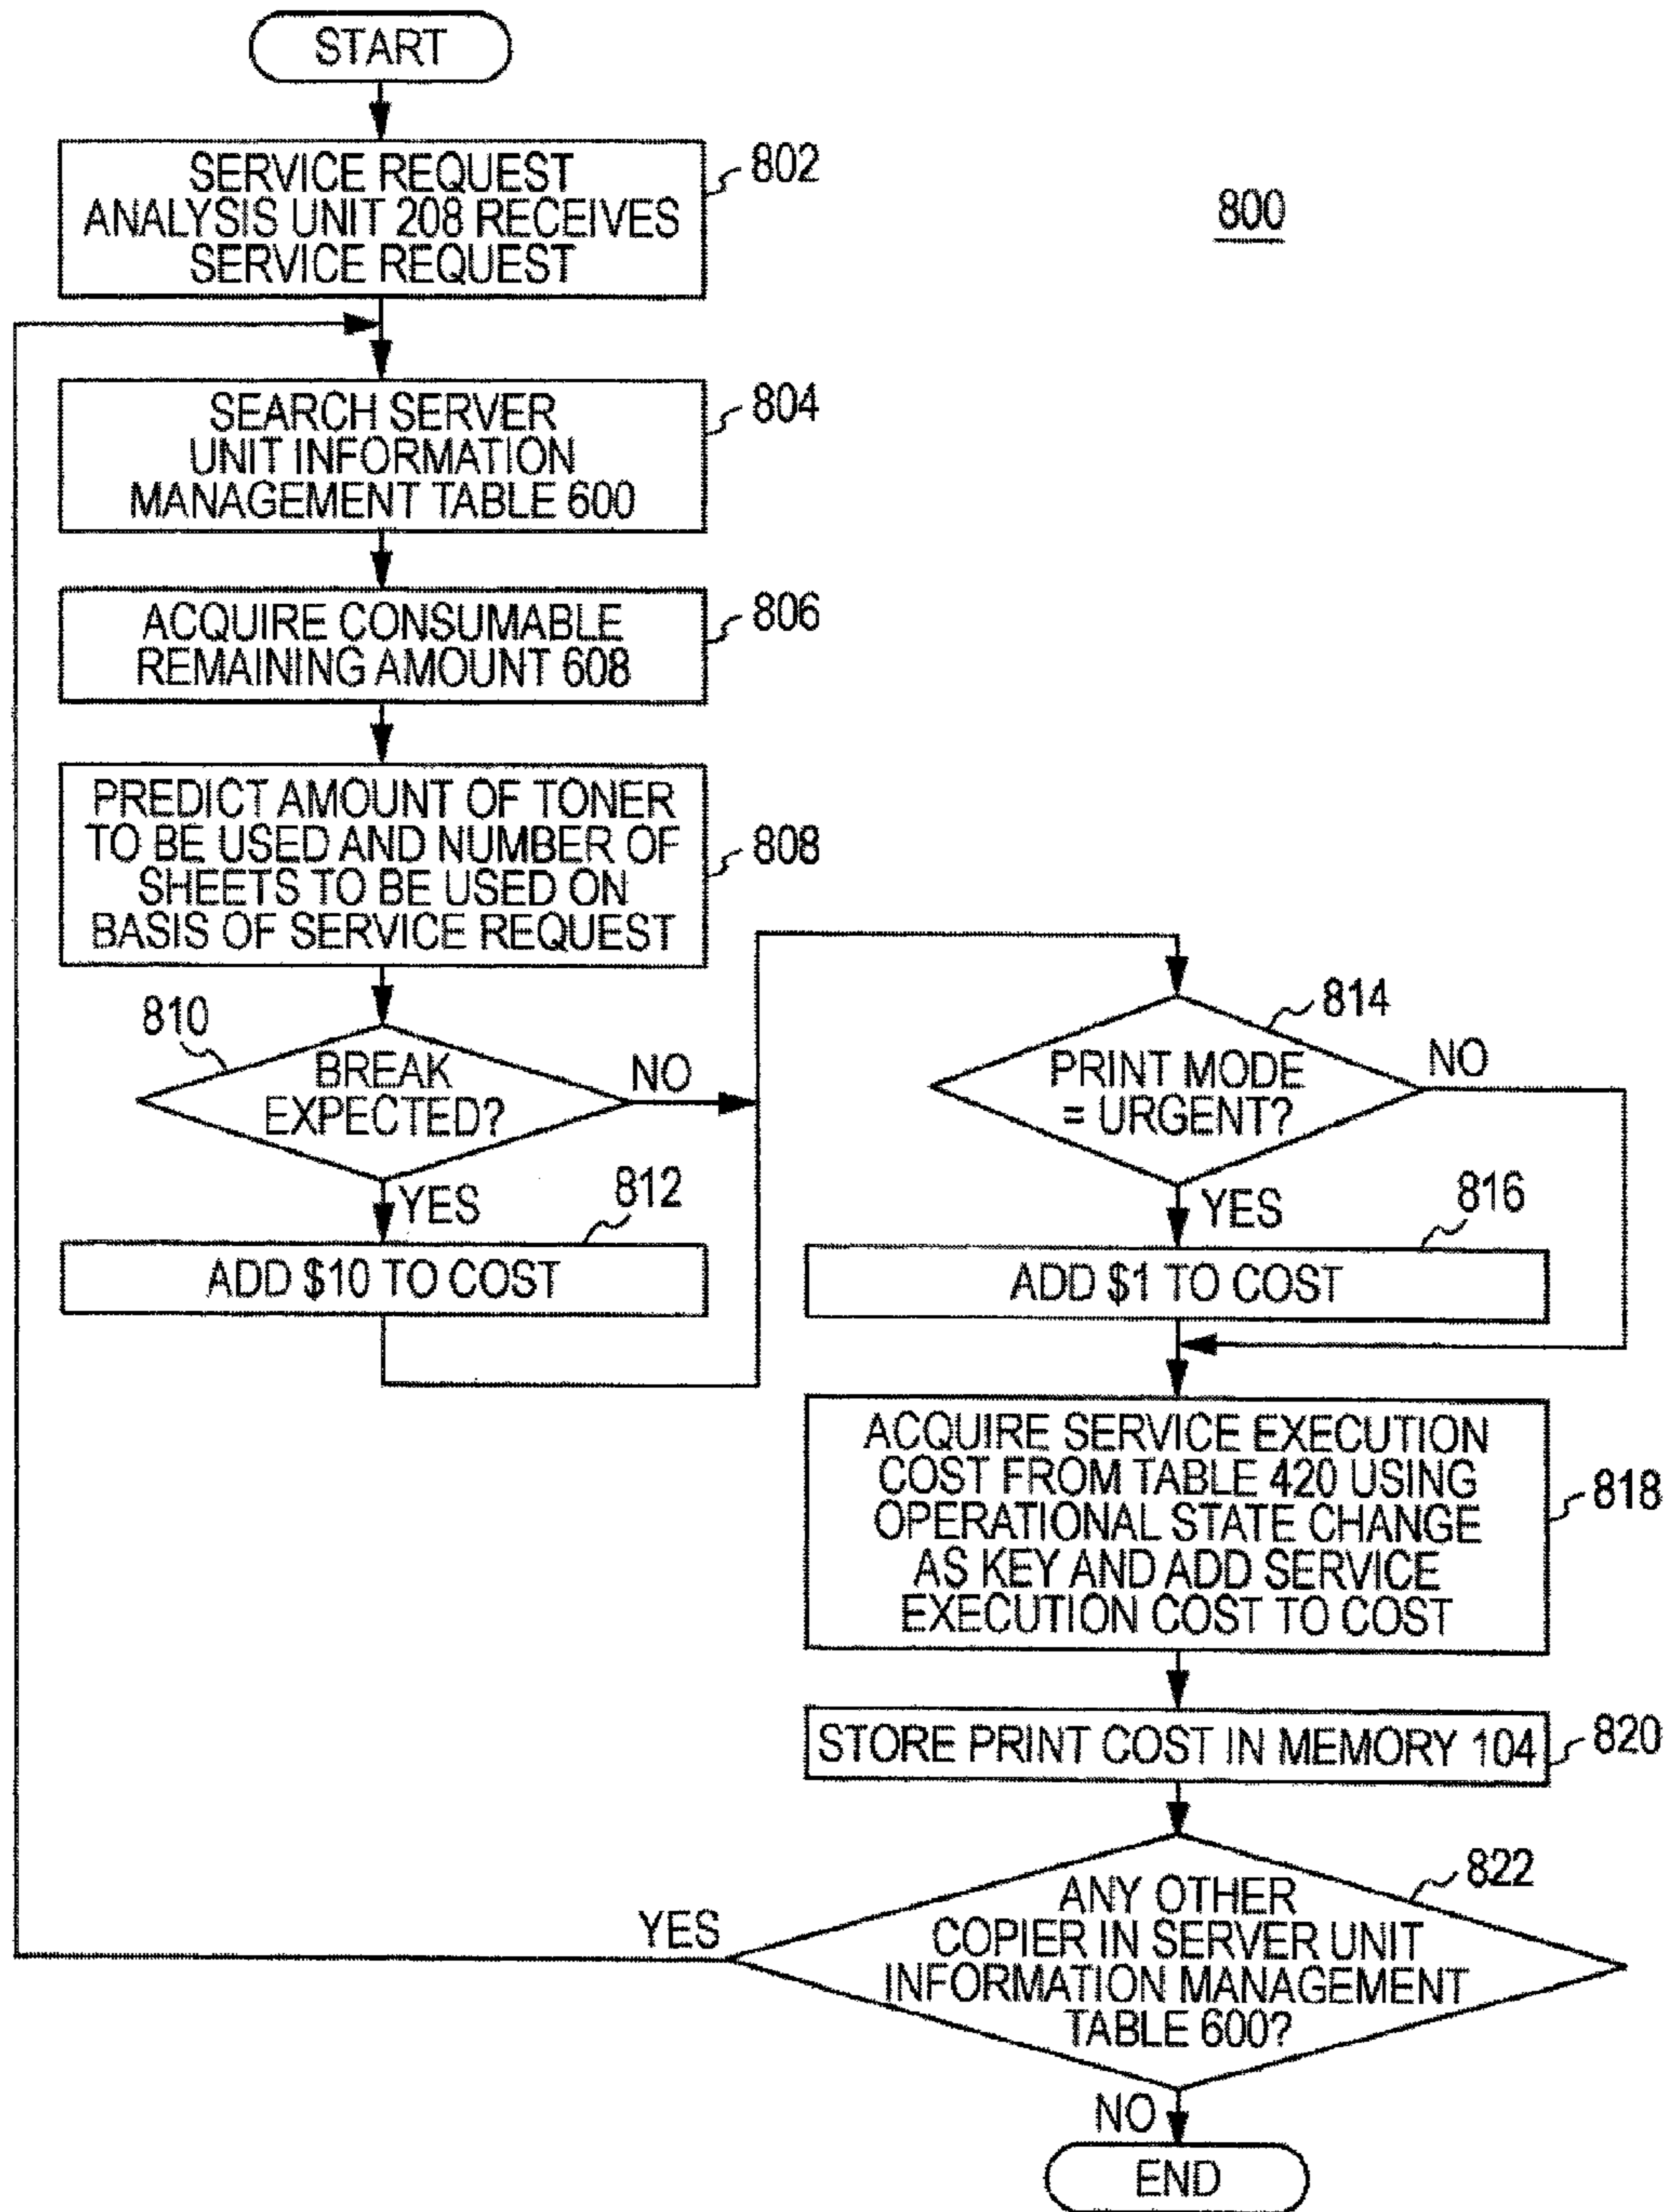 START
SERVICE REQUEST
ANALYSIS UNIT 208 RECEIVES
SERVICE REQUEST
802
800
SEARCH SERVER
UNIT INFORMATION
MANAGEMENT TABLE 600
804
ACQUIRE CONSUMABLE
REMAINING AMOUNT 608
806
PREDICT AMOUNT OF TONER
TO BE USED AND NUMBER OF
SHEETS TO BE USED ON
BASIS OF SERVICE REQUEST
808
810
BREAK
EXPECTED?
NO
YES
812
ADD $10 TO COST
814
PRINT MODE
= URGENT?
NO
YES
816
ADD $1 TO COST
ACQUIRE SERVICE EXECUTION
COST FROM TABLE 420 USING
OPERATIONAL STATE CHANGE
AS KEY AND ADD SERVICE
EXECUTION COST TO COST
818
STORE PRINT COST IN MEMORY 104
820
822
ANY OTHER
COPIER IN SERVER UNIT
INFORMATION MANAGEMENT
TABLE 600?
YES
NO
END